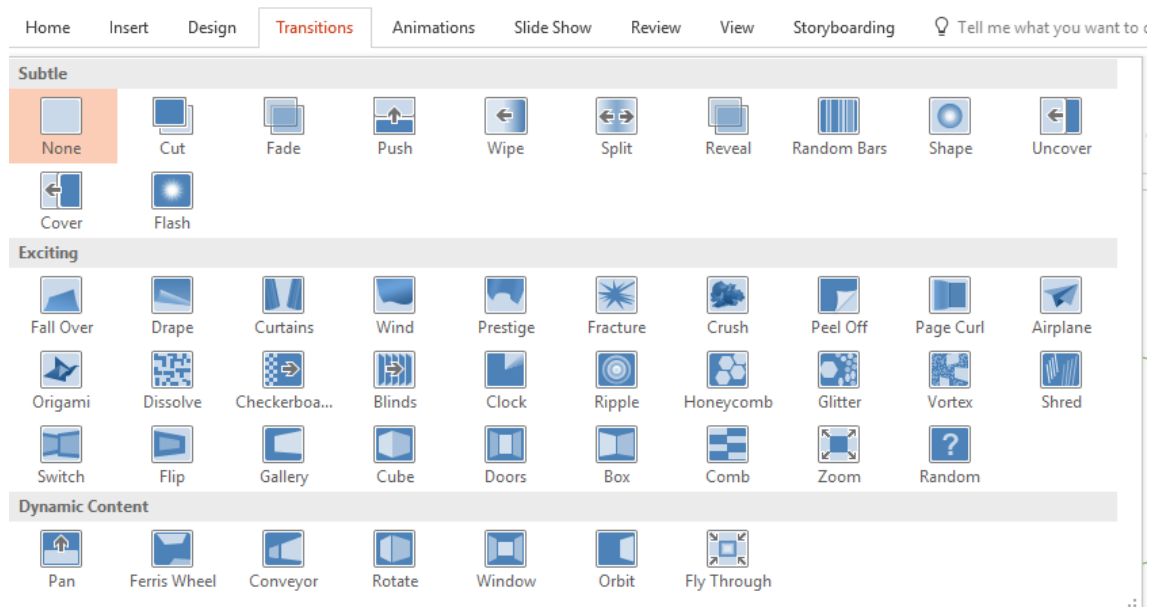 Home Insert Design Transitions Animations Slide Show Review View Storyboarding Tell me what you want to
Subtle
None Cut Fade Push Wipe Split Reveal Random Bars Shape Uncover
Cover Flash
Exciting
Fall Over Drape Curtains Wind Prestige Fracture Crush Peel Off Page Curl Airplane
Origami Dissolve Checkerboa... Blinds Clock Ripple Honeycomb Glitter Vortex Shred
Switch Flip Gallery Cube Doors Box Comb Zoom Random
?
Dynamic Content
Pan Ferris Wheel Conveyor Rotate Window Orbit Fly Through